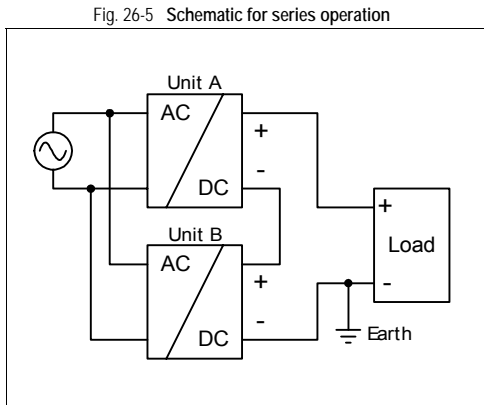 Fig. 26-5 Schematic for series operation
Unit A
AC
+
-
DC
+
Load
-
Unit B
AC
+
-
DC
Earth